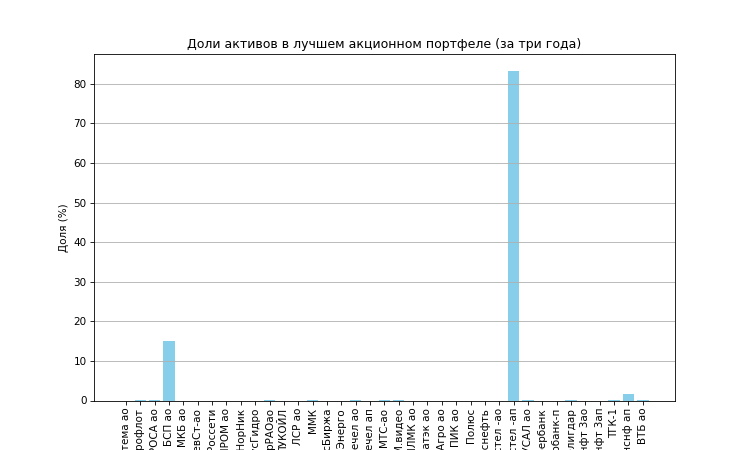 Доли активов в лучшем акционном портфеле (за три года)
Доля (%)
80
70
60
50
40
30
20
10
0
тема ао
рофлот
РОСА ао
БСП ао
МКБ ао
евСт-ао
Россети
ПРОМ ао
НорНик
сГидро
рРАОао
ЛУКОЙЛ
ЛСР ао
ММК
сБиржа
Энерго
ечел ао
ечел ап
МТС-ао
М.видео
ЛМК ао
атэк ао
Агро ао
ПИК ао
Полюс
снефть
стел -ао
стел -ап
УСАЛ ао
ербанк
рбанк-п
лигдар
нфт 3ао
нфт 3ап
ТГК-1
нснф ап
ВТБ ао